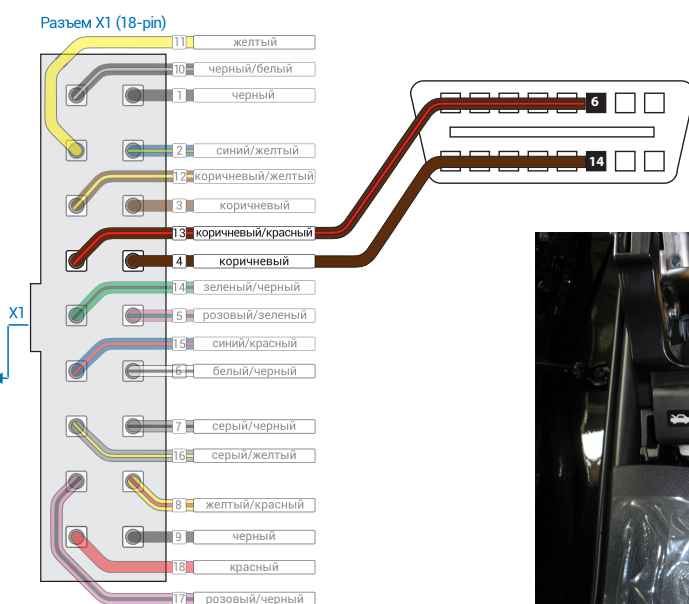 Разъем X1 (18-pin)
11 желтый
10 черный/белый
1 черный
6
2 синий/желтый
14
12 коричневый/желтый
3 коричневый
13 коричневый/красный
4 коричневый
14 зеленый/черный
X1
5 розовый/зеленый
15 синий/красный
6 белый/черный
7 серый/черный
16 серый/желтый
8 желтый/красный
9 черный
18 красный
17 розовый/черный